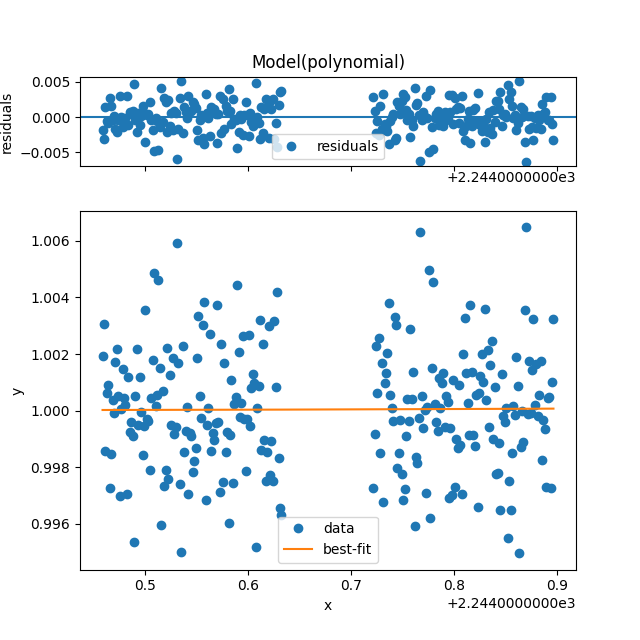 Model(polynomial)
0.005
0.000
−0.005
residuals
residuals
+2.2440000000e3
1.006
1.004
1.002
1.000
0.998
0.996
y
data
best-fit
0.5 0.6 0.7 0.8 0.9
x
+2.2440000000e3